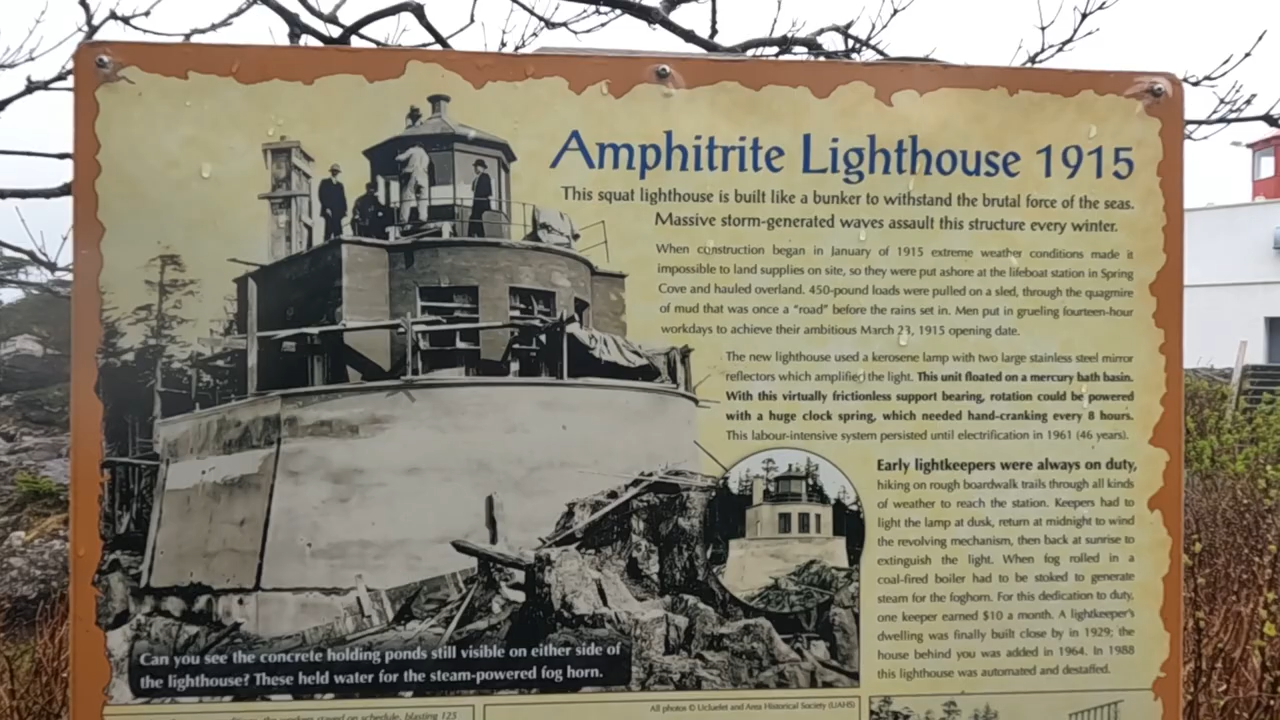 Amphitrite Lighthouse 1915
This squat lighthouse is built like a bunker to withstand the brutal force of the seas.
Massive storm-generated waves assault this structure every winter.
When construction began in January of 1915 extreme weather conditions made it
impossible to land supplies on site, so they were put ashore at the lifeboat station in Spring
Cove and hauled overland. 450-pound loads were pulled on a sled, through the quagmire
of mud that was once a "road" before the rains set in. Men put in grueling fourteen-hour
workdays to achieve their ambitious March 23, 1915 opening date.
The new lighthouse used a kerosene lamp with two large stainless steel mirror
reflectors which amplified the light. This unit floated on a mercury bath basin.
With this virtually frictionless support bearing, rotation could be powered
with a huge clock spring, which needed hand-cranking every 8 hours.
This labour-intensive system persisted until electrification in 1961 (46 years).
Early lightkeepers were always on duty,
hiking on rough boardwalk trails through all kinds
of weather to reach the station. Keepers had to
light the lamp at dusk, return at midnight to wind
the revolving mechanism, then back at sunrise to
extinguish the light. When fog rolled in a
coal-fired boiler had to be stoked to generate
steam for the foghorn. For this dedication to duty,
one keeper earned $10 a month. A lightkeeper's
dwelling was finally built close by in 1929; the
house behind you was added in 1964. In 1988
this lighthouse was automated and destaffed.
Can you see the concrete holding ponds still visible on either side of
the lighthouse? These held water for the steam-powered fog horn.
All photos © Ucluelet and Area Historical Society (UAHS)
stayed on schedule, blasting 125